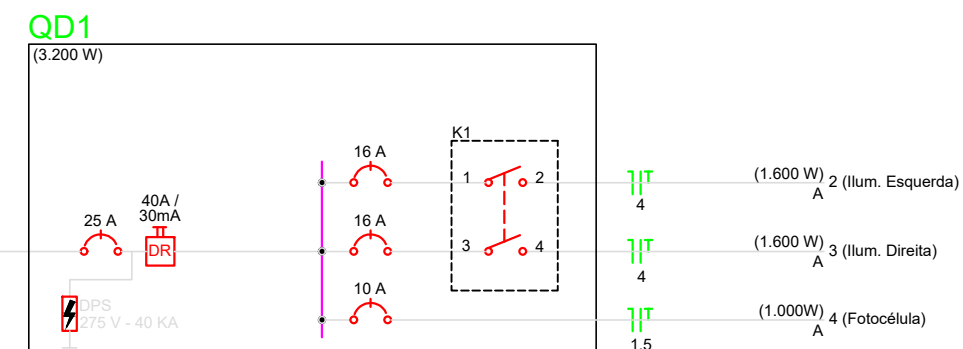 QD1
(3.200 W)
K1
16 A
1
2
(1.600 W)
A
2 (Ilum. Esquerda)
4
40A /
30mA
25 A
16 A
DR
3
4
(1.600 W)
A
3 (Ilum. Direita)
4
10 A
DPS
275 V - 40 KA
(1.000W)
A
4 (Fotocélula)
1.5